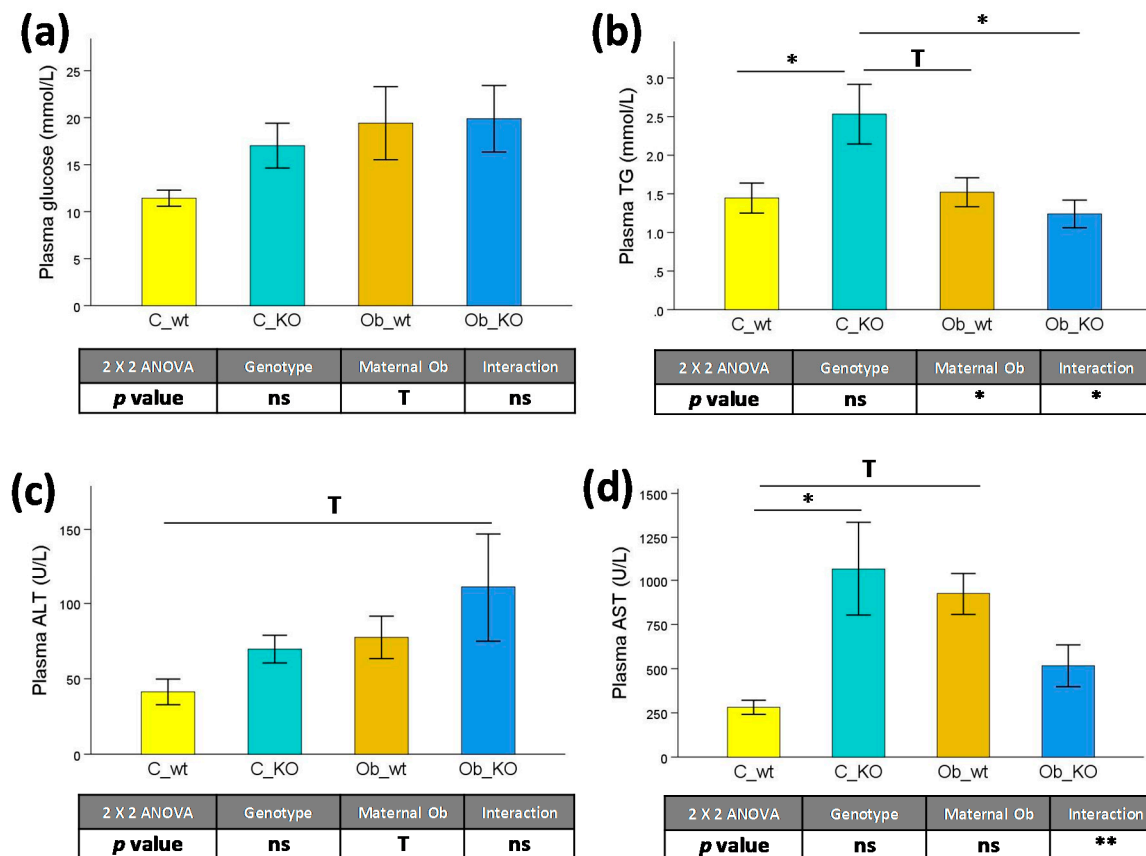 (a)
Plasma glucose (mmol/L)
25
20
15
10
5
0
C_wt C_KO Ob_wt Ob_KO
2 X 2 ANOVA Genotype Maternal Ob Interaction
p value ns T ns
(b)
*
* T
Plasma TG (mmol/L)
3.0
2.5
2.0
1.5
1.0
.5
.0
C_wt C_KO Ob_wt Ob_KO
2 X 2 ANOVA Genotype Maternal Ob Interaction
p value ns * *
(c)
T
Plasma ALT (U/L)
150
100
50
0
C_wt C_KO Ob_wt Ob_KO
2 X 2 ANOVA Genotype Maternal Ob Interaction
p value ns T ns
(d)
T
*
Plasma AST (U/L)
1500
1250
1000
750
500
250
0
C_wt C_KO Ob_wt Ob_KO
2 X 2 ANOVA Genotype Maternal Ob Interaction
p value ns ns **